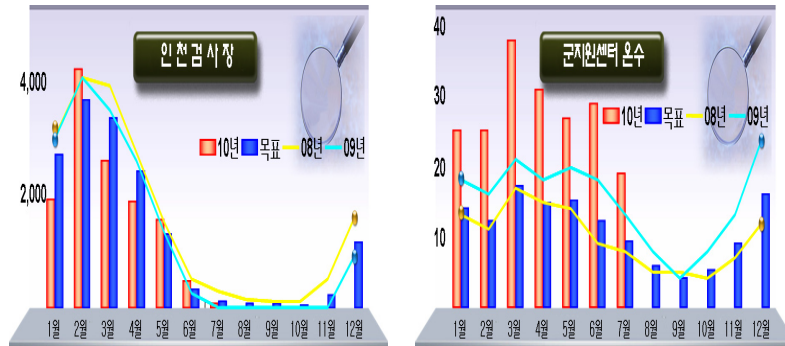 인천검사장
4,000
2,000
10년 목표 08년 09년
1월 2월 3월 4월 5월 6월 7월 8월 9월 10월 11월 12월
군지원센터 온수
40
30
20
10
10년 목표 08년 09년
1월 2월 3월 4월 5월 6월 7월 8월 9월 10월 11월 12월